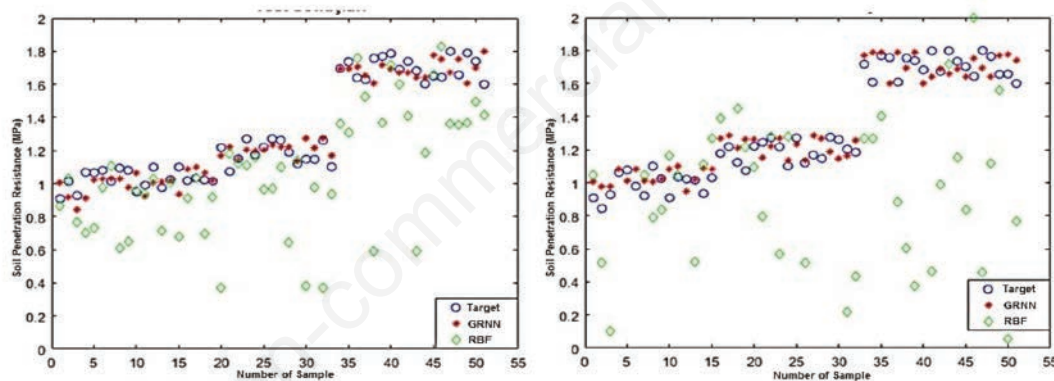 2
1.8
1.6
1.4
1.2
1
0.8
0.6
0.4
0.2
0
Soil Penetration Resistance (MPa)
0 5 10 15 20 25 30 35 40 45 50 55
Number of Sample
Target
GRNN
RBF
2
1.8
1.6
1.4
1.2
1
0.8
0.6
0.4
0.2
0
Soil Penetration Resistance (MPa)
0 5 10 15 20 25 30 35 40 45 50 55
Number of Sample
Target
GRNN
RBF
n-commercial